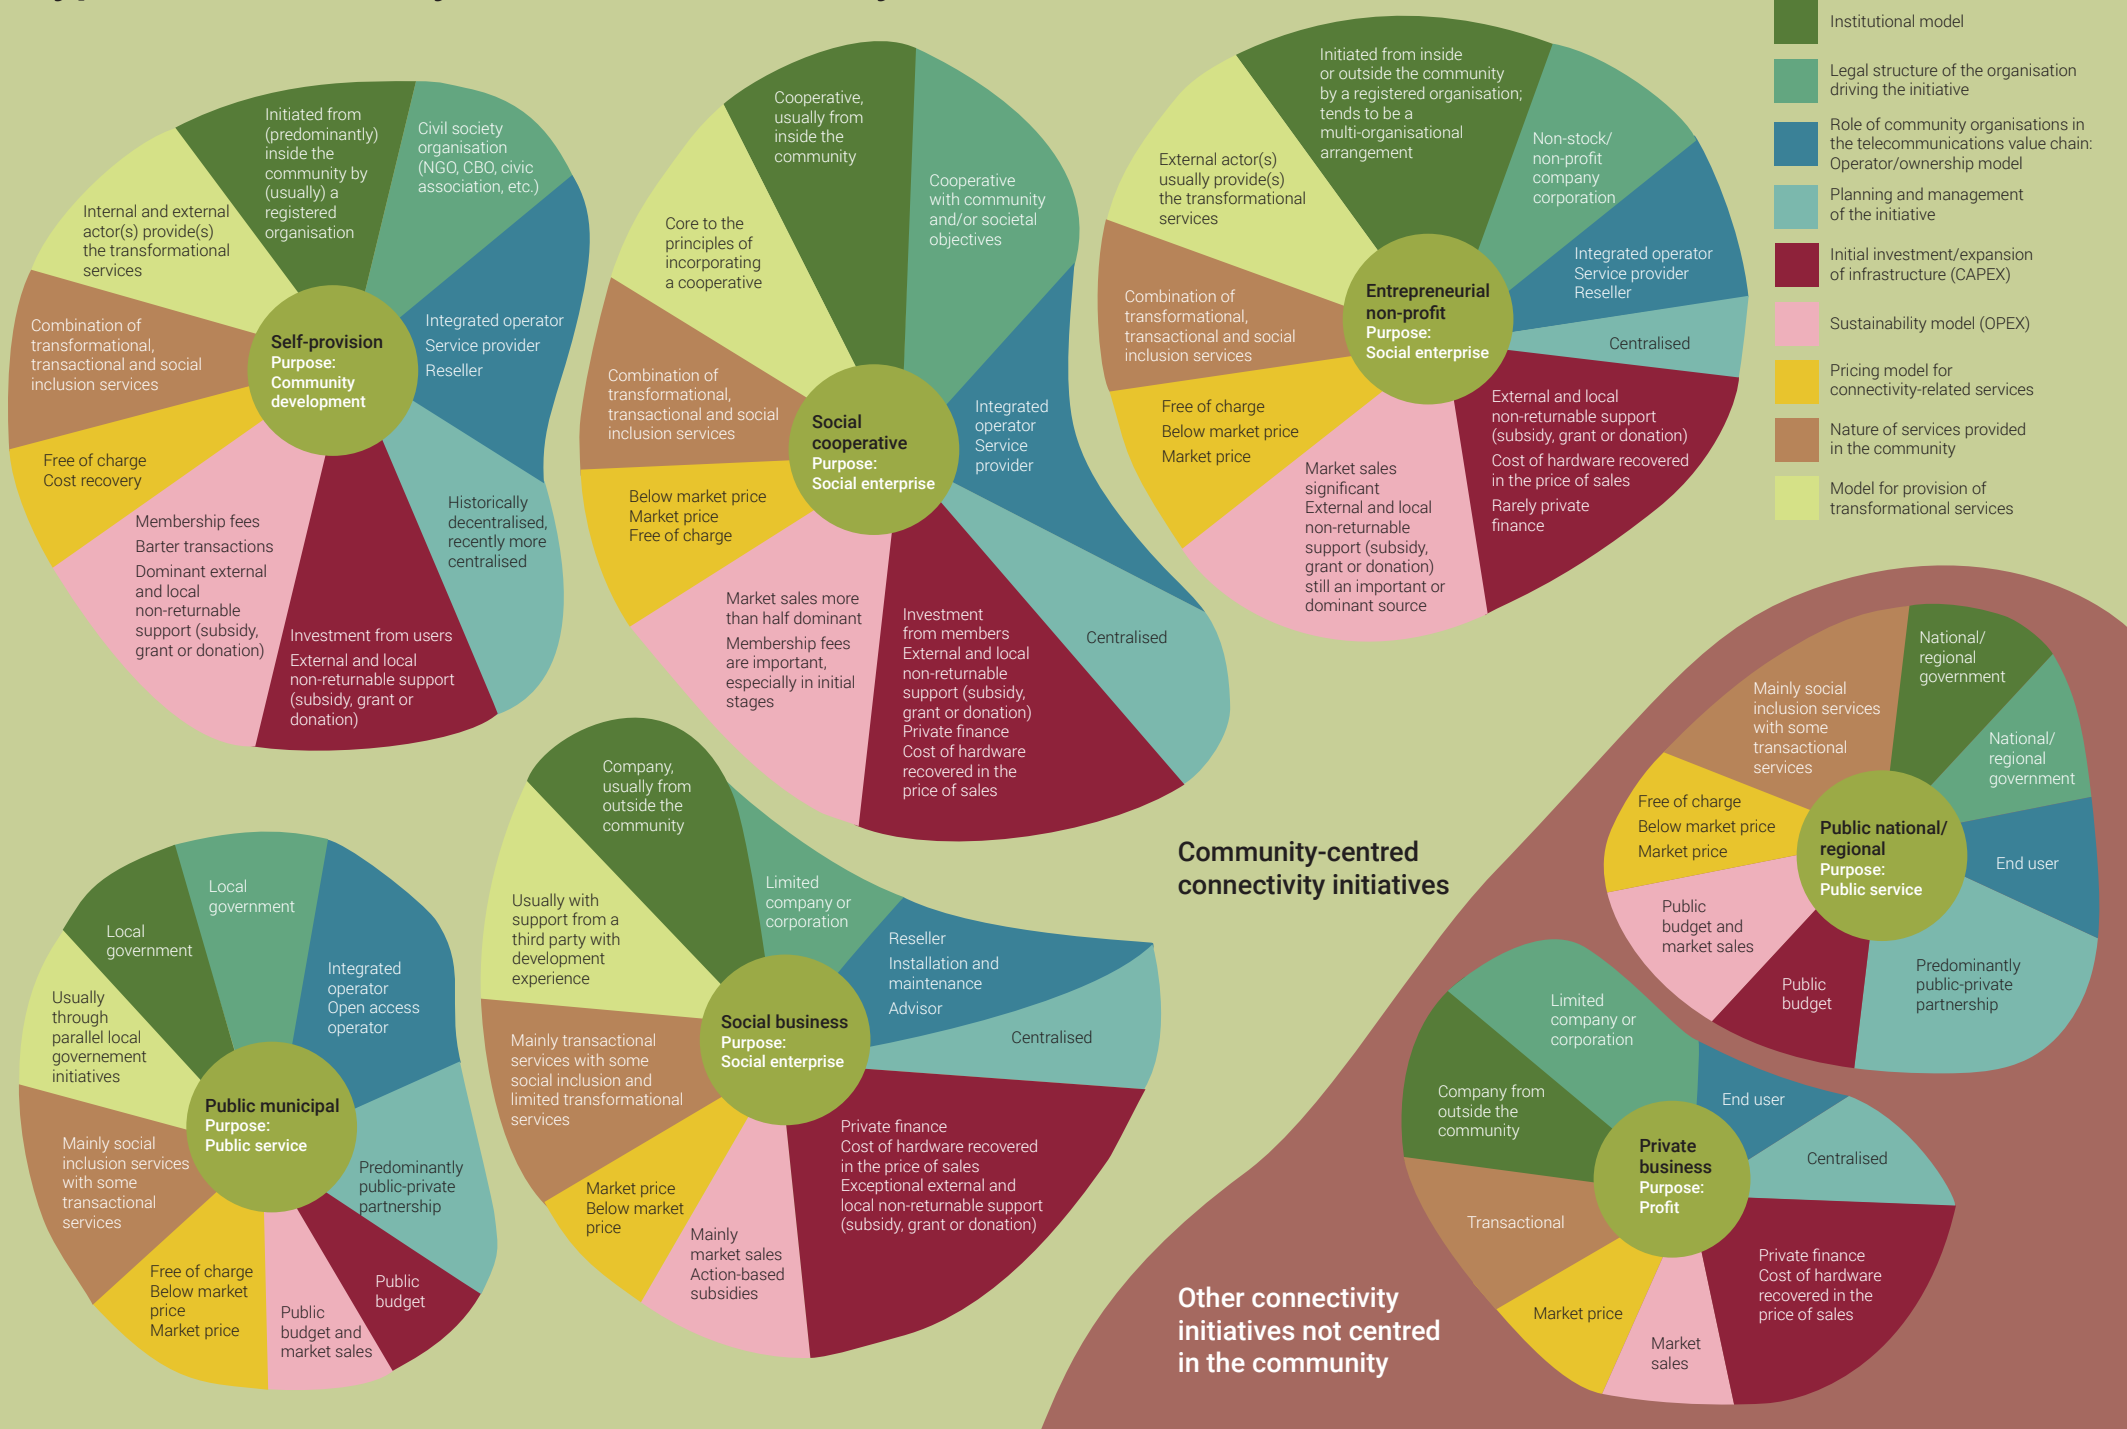 Institutional model
Legal structure of the organisation
driving the initiative
Role of community organisations in
the telecommunications value chain:
Operator/ownership model
Planning and management
of the initiative
Initial investment/expansion
of infrastructure (CAPEX)
Sustainability model (OPEX)
Pricing model for
connectivity-related services
Nature of services provided
in the community
Model for provision of
transformational services
Initiated from
(predominantly)
inside the
community by
(usually) a
registered
organisation
Civil society
organisation
(NGO, CBO, civic
association, etc.)
Integrated operator
Service provider
Reseller
Historically
decentralised,
recently more
centralised
Investment from users
External and local
non-returnable support
(subsidy, grant or
donation)
Membership fees
Barter transactions
Dominant external
and local
non-returnable
support (subsidy,
grant or donation)
Free of charge
Cost recovery
Combination of
transformational,
transactional and social
inclusion services
Internal and external
actor(s) provide(s)
the transformational
services
Self-provision
Purpose:
Community
development
Cooperative,
usually from
inside the
community
Cooperative
with community
and/or societal
objectives
Integrated
operator
Service
provider
Centralised
Investment
from members
External and local
non-returnable
support (subsidy,
grant or donation)
Private finance
Cost of hardware
recovered in the
price of sales
Market sales more
than half dominant
Membership fees
are important,
especially in initial
stages
Below market price
Market price
Free of charge
Combination of
transformational,
transactional and social
inclusion services
Core to the
principles of
incorporating
a cooperative
Social
cooperative
Purpose:
Social enterprise
Initiated from inside
or outside the community
by a registered organisation;
tends to be a
multi-organisational
arrangement
Non-stock/
non-profit
company
corporation
Integrated operator
Service provider
Reseller
Centralised
External and local
non-returnable support
(subsidy, grant or donation)
Cost of hardware recovered
in the price of sales
Rarely private
finance
Market sales
significant
External and local
non-returnable
support (subsidy,
grant or donation)
still an important or
dominant source
Free of charge
Below market price
Market price
Combination of
transformational,
transactional and social
inclusion services
External actor(s)
usually provide(s)
the transformational
services
Entrepreneurial
non-profit
Purpose:
Social enterprise
Local
government
Local
government
Integrated
operator
Open access
operator
Predominantly
public-private
partnership
Public
budget
Public
budget and
market sales
Free of charge
Below market
price
Market price
Mainly social
inclusion services
with some
transactional
services
Usually
through
parallel local
governement
initiatives
Public municipal
Purpose:
Public service
Company,
usually from
outside the
community
Limited
company or
corporation
Reseller
Installation and
maintenance
Advisor
Centralised
Private finance
Cost of hardware recovered
in the price of sales
Exceptional external and
local non-returnable support
(subsidy, grant or donation)
Mainly
market sales
Action-based
subsidies
Market price
Below market
price
Mainly transactional
services with some
social inclusion and
limited transformational
services
Usually with
support from a
third party with
development
experience
Social business
Purpose:
Social enterprise
Community-centred
connectivity initiatives
National/
regional
government
National/
regional
government
End user
Predominantly
public-private
partnership
Public
budget
Public
budget and
market sales
Free of charge
Below market price
Market price
Mainly social
inclusion services
with some
transactional
services
Public national/
regional
Purpose:
Public service
Limited
company or
corporation
End user
Centralised
Private finance
Cost of hardware
recovered in the
price of sales
Market
sales
Market price
Transactional
Company from
outside the
community
Private
business
Purpose:
Profit
Other connectivity
initiatives not centred
in the community